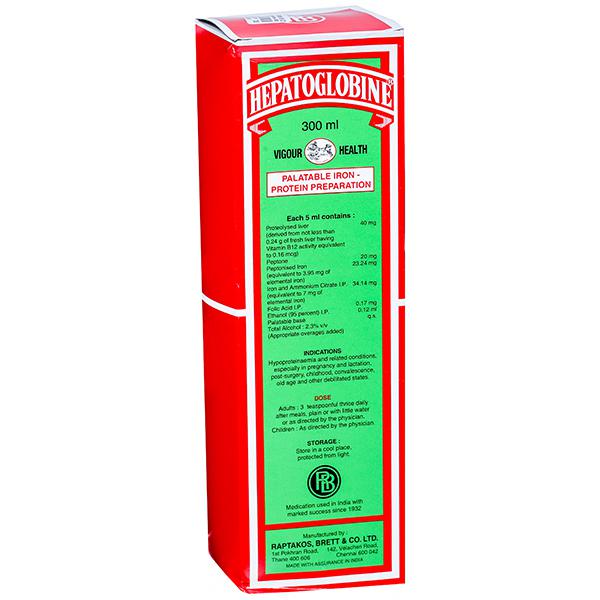 HEPATOGLOBINE®
300 ml
VIGOUR HEALTH
PALATABLE IRON -
PROTEIN PREPARATION
Each 5 ml contains :
Proteolysed liver 40 mg
(derived from not less than
0.24 g of fresh liver having
Vitamin B12 activity equivalent
to 0.16 mcg)
Peptone 20 mg
Peptonised Iron 23.24 mg
(equivalent to 3.95 mg of
elemental iron)
Iron and Ammonium Citrate I.P. 34.14 mg
(equivalent to 7 mg of
elemental iron)
Folic Acid I.P. 0.17 mg
Ethanol (95 percent) I.P. 0.12 ml
Palatable base q.s.
Total Alcohol : 2.3% v/v
(Appropriate overages added)
INDICATIONS
Hypoproteinaemia and related conditions,
especially in pregnancy and lactation,
post-surgery, childhood, convalescence,
old age and other debilitated states.
DOSE
Adults : 3 teaspoonful thrice daily
after meals, plain or with little water
or as directed by the physician.
Children : As directed by the physician.
STORAGE :
Store in a cool place,
protected from light.
RB
Medication used in India with
marked success since 1932
Manufactured by :
RAPTAKOS, BRETT & CO. LTD.
1st Pokhran Road, 142, Velacheri Road,
Thane 400 606 Chennai 600 042
MADE WITH ASSURANCE IN INDIA